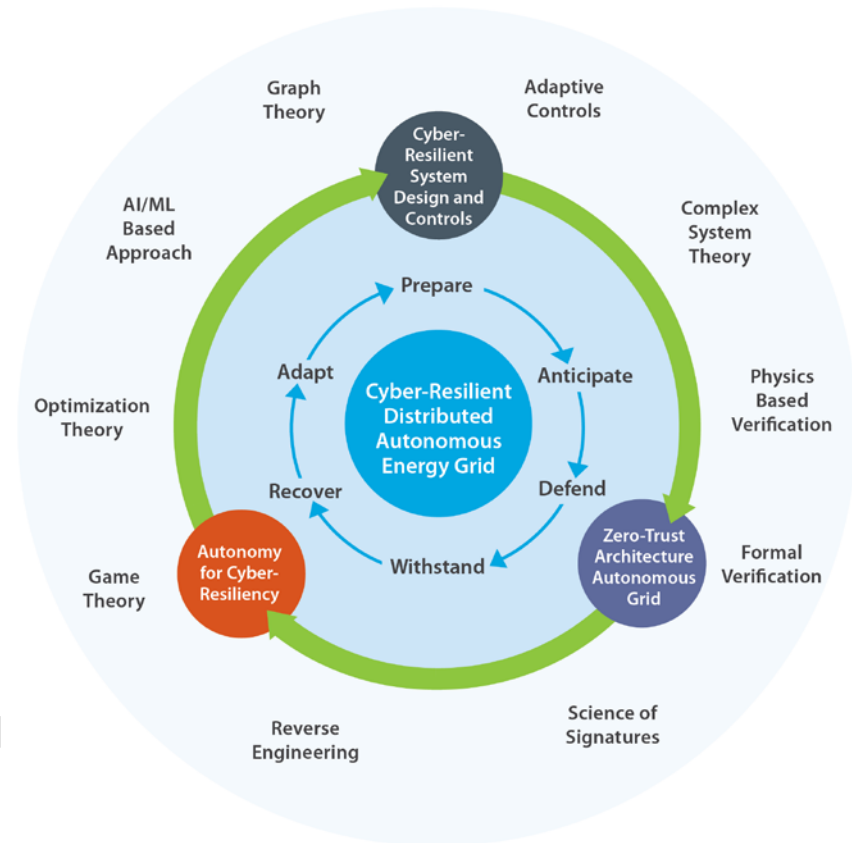 Graph
Theory
Adaptive
Controls
Cyber-
Resilient
System
Design and
Controls
AI/ML
Based
Approach
Complex
System
Theory
Prepare
Adapt
Anticipate
Cyber-Resilient
Distributed
Autonomous
Energy Grid
Physics
Based
Verification
Optimization
Theory
Recover
Defend
Withstand
Autonomy
for Cyber-
Resiliency
Zero-Trust
Architecture
Autonomous
Grid
Formal
Verification
Game
Theory
Reverse
Engineering
Science of
Signatures